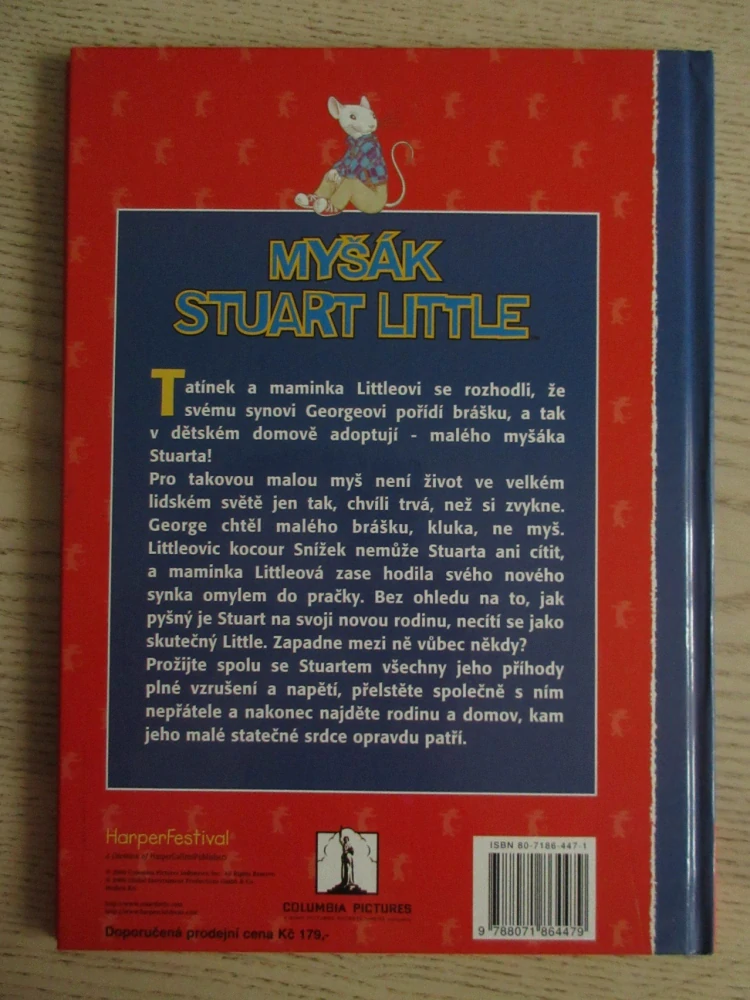 MYŠÁK
STUART LITTLE
Tatínek a maminka Littleovi se rozhodli, že
svému synovi Georgeovi pořídí brášku, a tak
v dětském domově adoptují - malého myšáka
Stuarta!
Pro takovou malou myš není život ve velkém
lidském světě jen tak, chvíli trvá, než si zvykne.
George chtěl malého brášku, kluka, ne myš.
Littleovic kocour Snížek nemůže Stuarta ani cítit,
a maminka Littleová zase hodila svého nového
synka omylem do pračky. Bez ohledu na to, jak
pyšný je Stuart na svoji novou rodinu, necítí se jako
skutečný Little. Zapadne mezi ně vůbec někdy?
Prožijte spolu se Stuartem všechny jeho příhody
plné vzrušení a napětí, přelstěte společně s ním
nepřátele a nakonec najděte rodinu a domov, kam
jeho malé statečné srdce opravdu patří.
HarperFestival
A Division of HarperCollinsPublishers
COLUMBIA PICTURES
Doporučená prodejní cena Kč 179,-
ISBN 80-7186-447-1
9 788071 864479